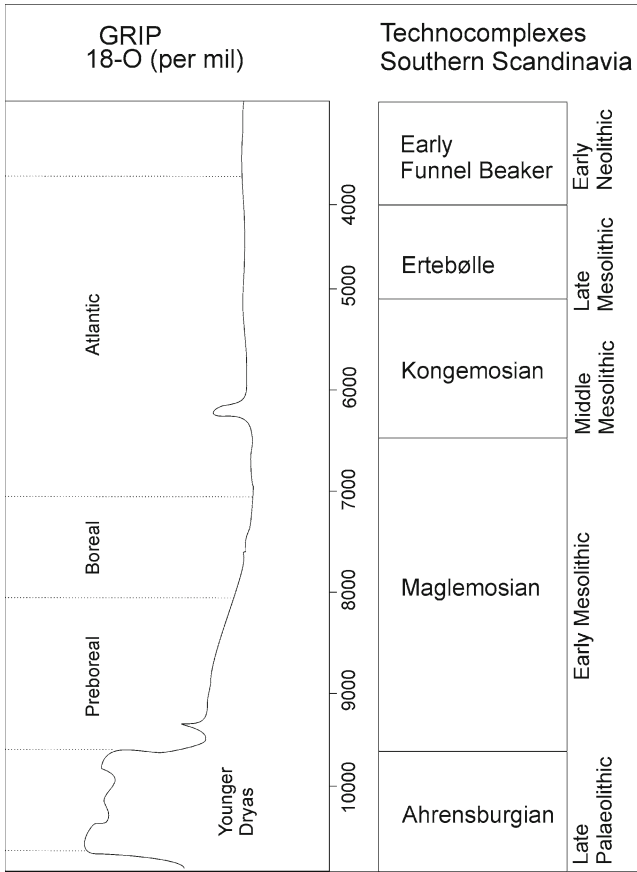 GRIP
18-O (per mil)
Technocomplexes
Southern Scandinavia
Atlantic
Boreal
Preboreal
Younger
Dryas
4000
5000
6000
7000
8000
9000
10000
Early
Funnel Beaker
Ertebølle
Kongemosian
Maglemosian
Ahrensburgian
Early
Neolithic
Late
Mesolithic
Middle
Mesolithic
Early Mesolithic
Late
Palaeolithic